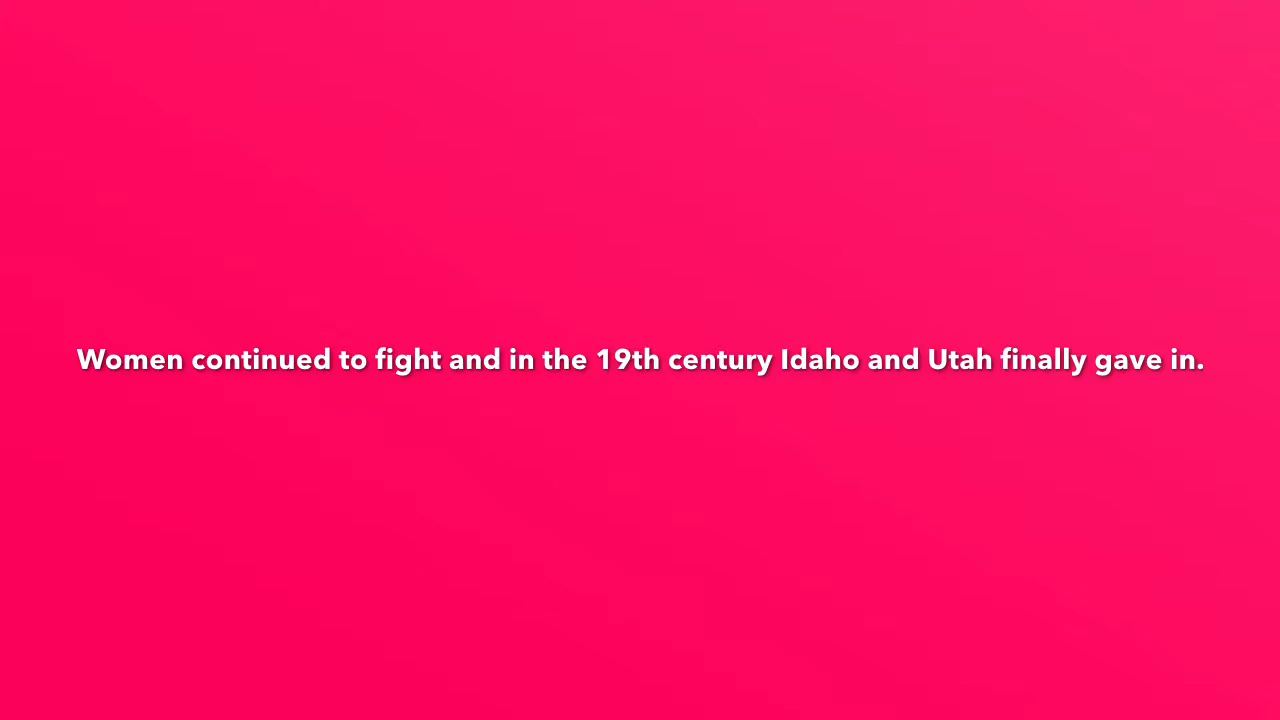 Women continued to fight and in the 19th century Idaho and Utah finally gave in.